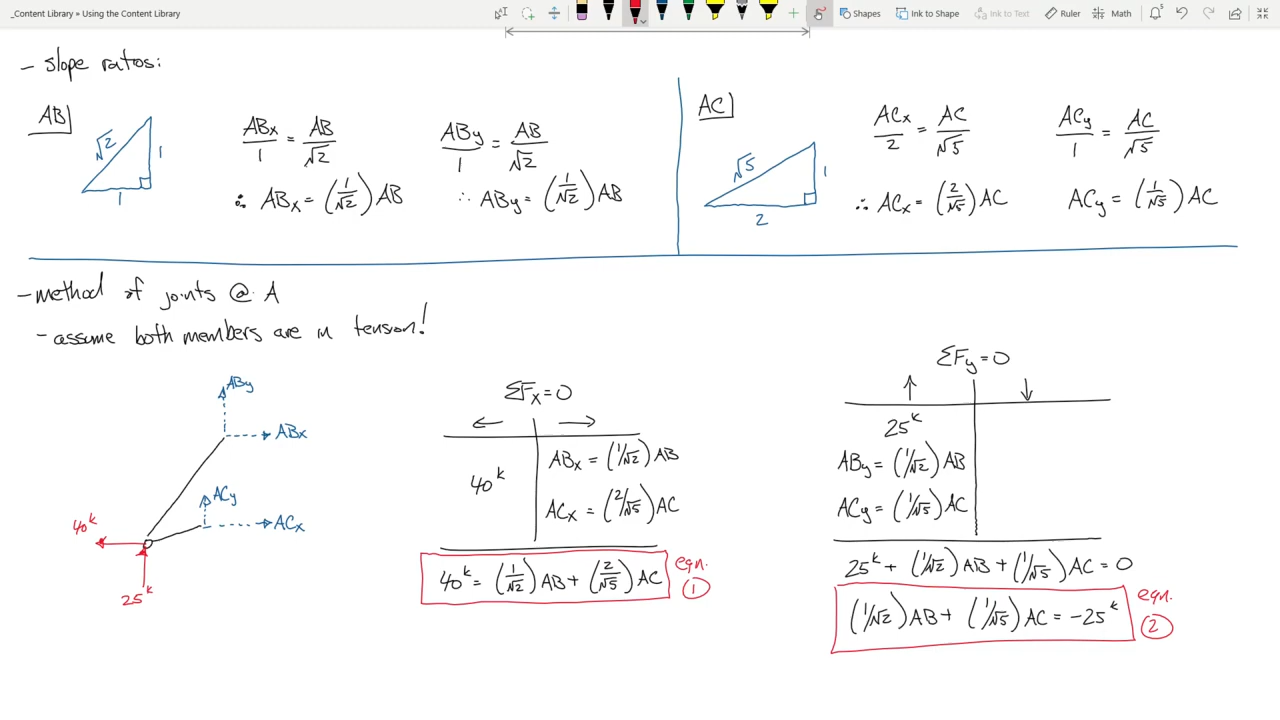 _Content Library » Using the Content Library
Shapes
Ink to Shape
Ink to Text
Ruler
Math
- slope ratios:
AB
√2
1
1
ABx/1 = AB/√2
∴ ABx = (1/√2) AB
ABy/1 = AB/√2
∴ ABy = (1/√2) AB
AC
√5
1
2
ACx/2 = AC/√5
∴ ACx = (2/√5) AC
ACy/1 = AC/√5
ACy = (1/√5) AC
- method of joints @ A
- assume both members are in tension!
ABy
ABx
ACy
ACx
40k
25k
ΣFx = 0
← →
40k
ABx = (1/√2) AB
ACx = (2/√5) AC
40k = (1/√2) AB + (2/√5) AC
eqn.
1
ΣFy = 0
↑ ↓
25k
ABy = (1/√2) AB
ACy = (1/√5) AC
25k + (1/√2) AB + (1/√5) AC = 0
(1/√2) AB + (1/√5) AC = -25k
eqn.
2